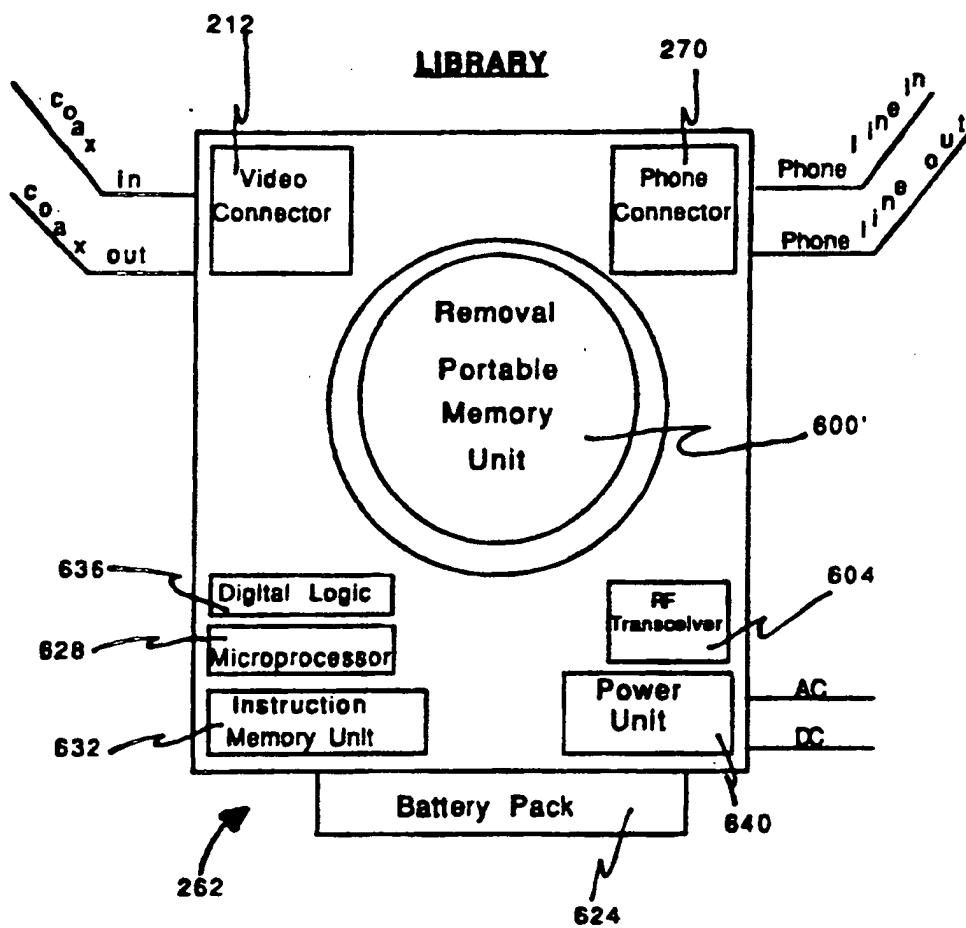 212
LIBRARY
270
coax in
coax out
Video
Connector
Phone
Connector
Phone line in
Phone line out
Removal
Portable
Memory
Unit
600'
636
Digital Logic
628
Microprocessor
632
Instruction
Memory Unit
RF
Transceiver
604
Power
Unit
AC
DC
640
Battery Pack
262
624